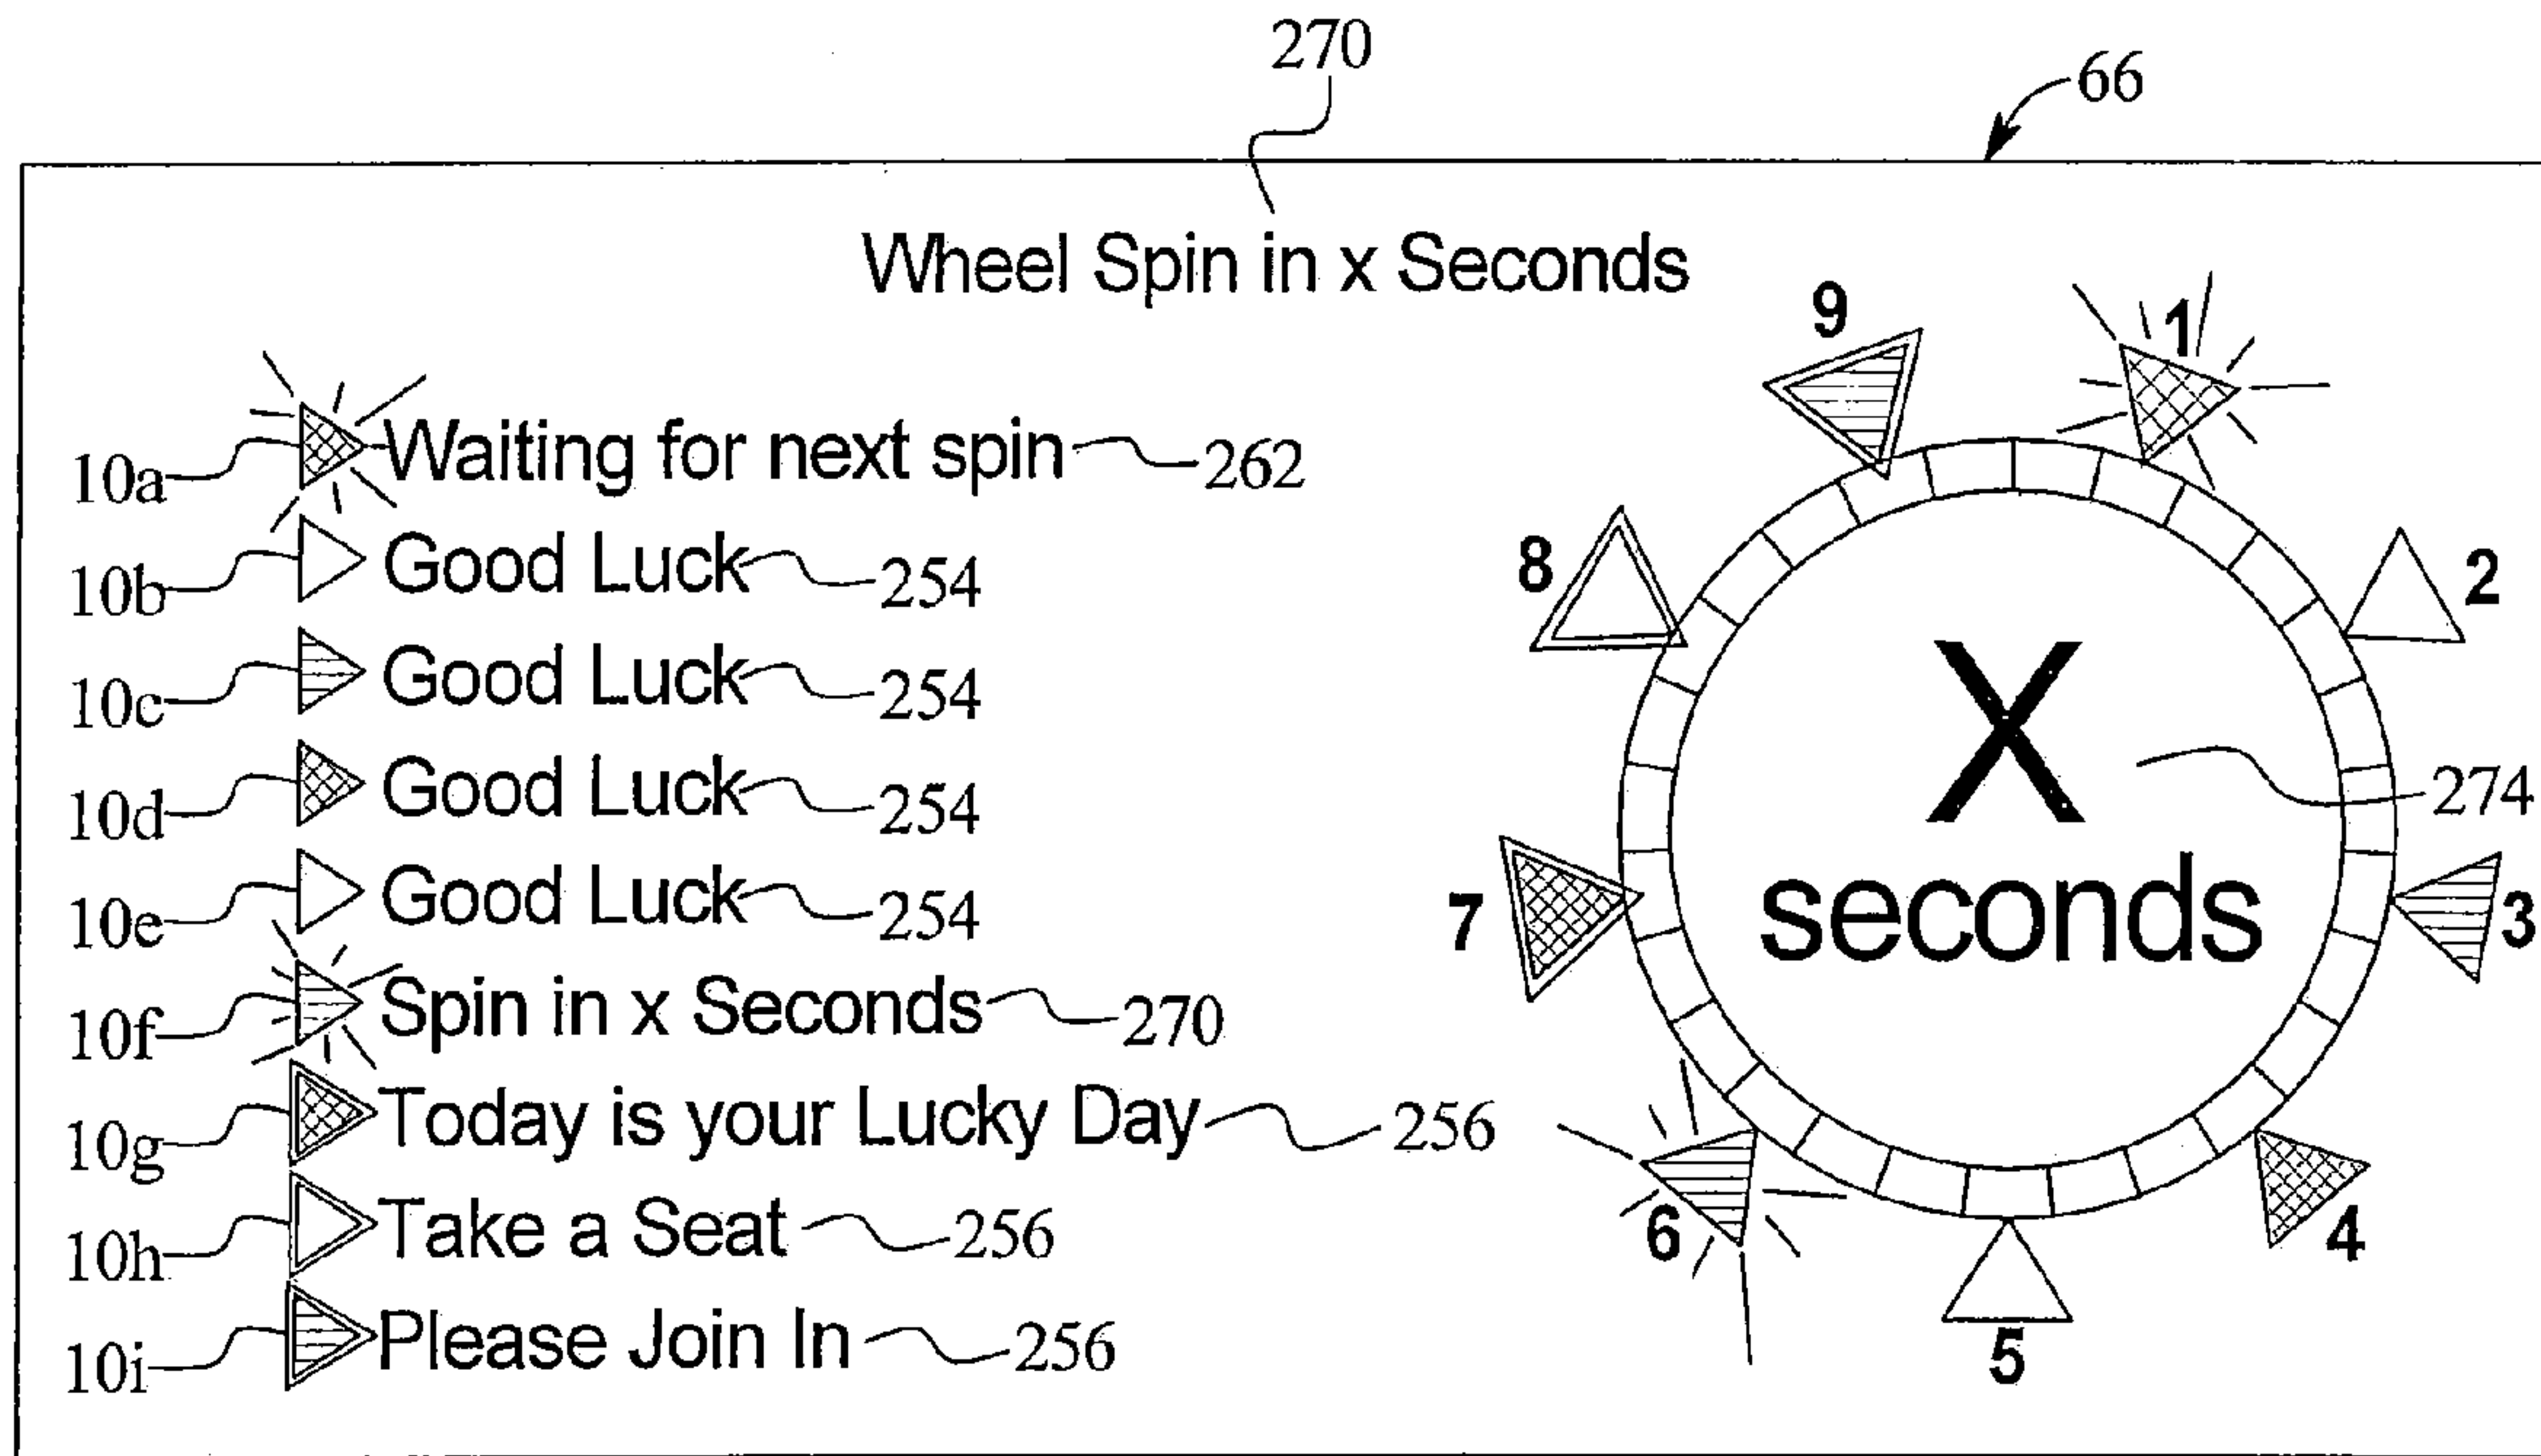 270
66
Wheel Spin in x Seconds
10a Waiting for next spin 262
10b Good Luck 254
10c Good Luck 254
10d Good Luck 254
10e Good Luck 254
10f Spin in x Seconds 270
10g Today is your Lucky Day 256
10h Take a Seat 256
10i Please Join In 256
9
1
8
2
X
seconds
274
7
3
6
4
5